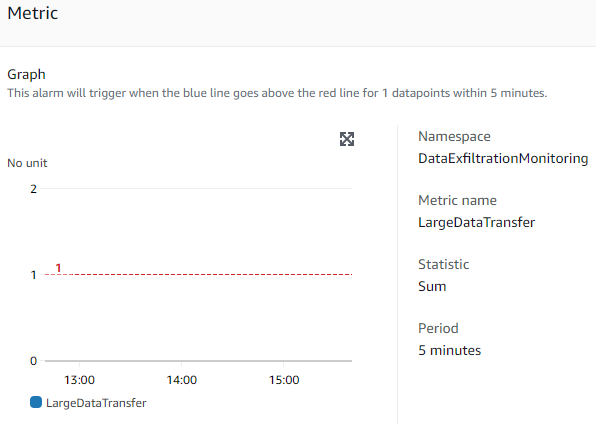 Metric
Graph
This alarm will trigger when the blue line goes above the red line for 1 datapoints within 5 minutes.
No unit
2
1
1
0
13:00 14:00 15:00
LargeDataTransfer
Namespace
DataExfiltrationMonitoring
Metric name
LargeDataTransfer
Statistic
Sum
Period
5 minutes